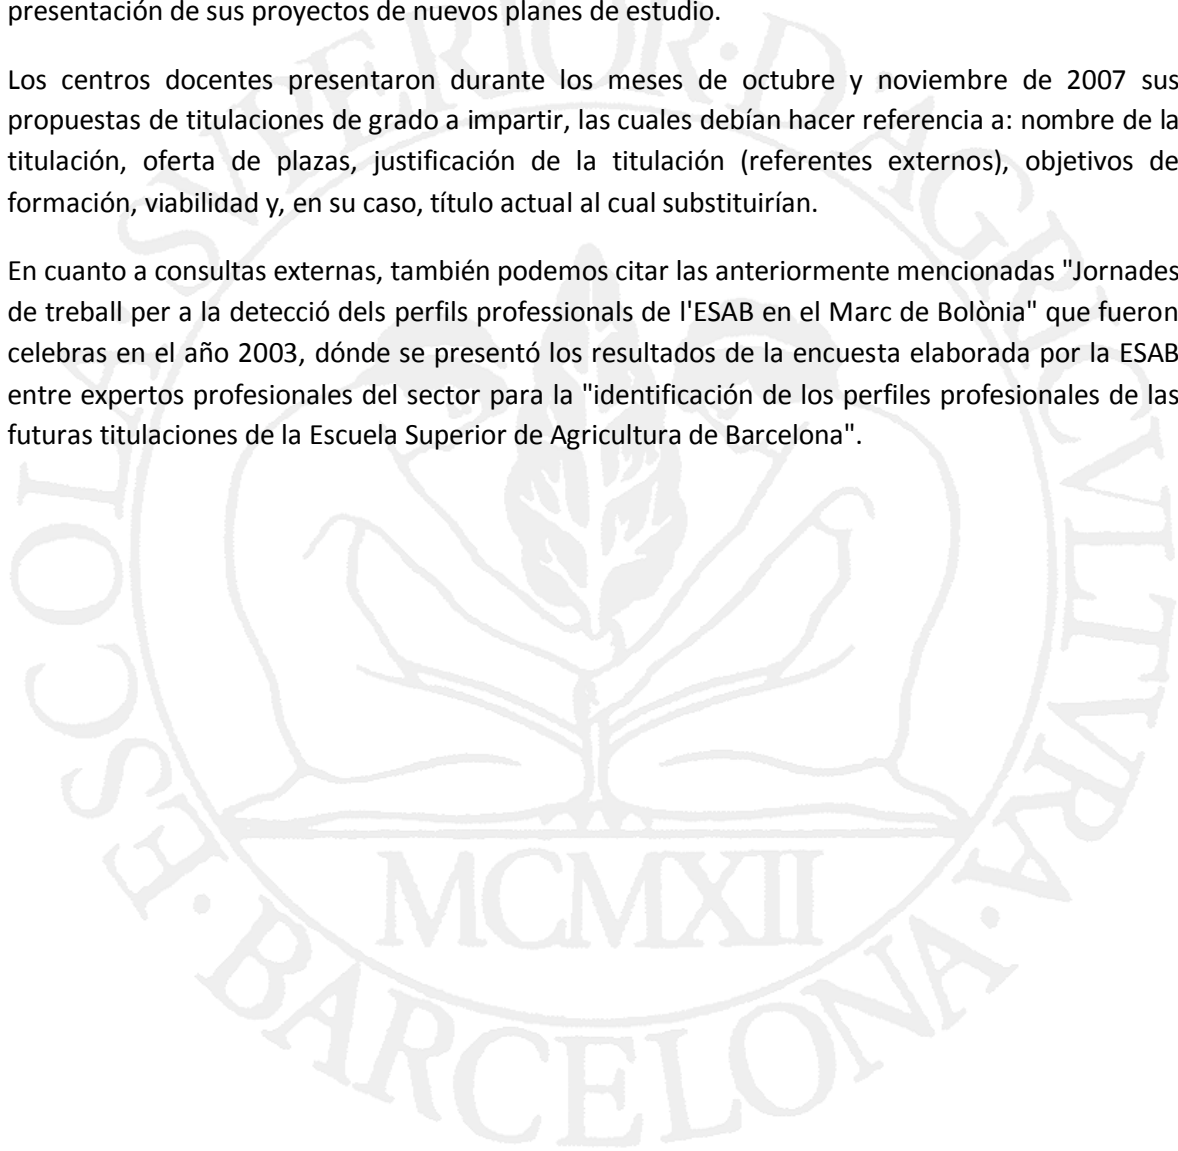 presentación de sus proyectos de nuevos planes de estudio.
Los centros docentes presentaron durante los meses de octubre y noviembre de 2007 sus
propuestas de titulaciones de grado a impartir, las cuales debían hacer referencia a: nombre de la
titulación, oferta de plazas, justificación de la titulación (referentes externos), objetivos de
formación, viabilidad y, en su caso, título actual al cual substituirían.
En cuanto a consultas externas, también podemos citar las anteriormente mencionadas "Jornades
de treball per a la detecció dels perfils professionals de l'ESAB en el Marc de Bolònia" que fueron
celebras en el año 2003, dónde se presentó los resultados de la encuesta elaborada por la ESAB
entre expertos profesionales del sector para la "identificación de los perfiles profesionales de las
futuras titulaciones de la Escuela Superior de Agricultura de Barcelona".
ESCOLA SVPERIOR·D'AGRICVLTVRA
MCMXII
·BARCELONA·